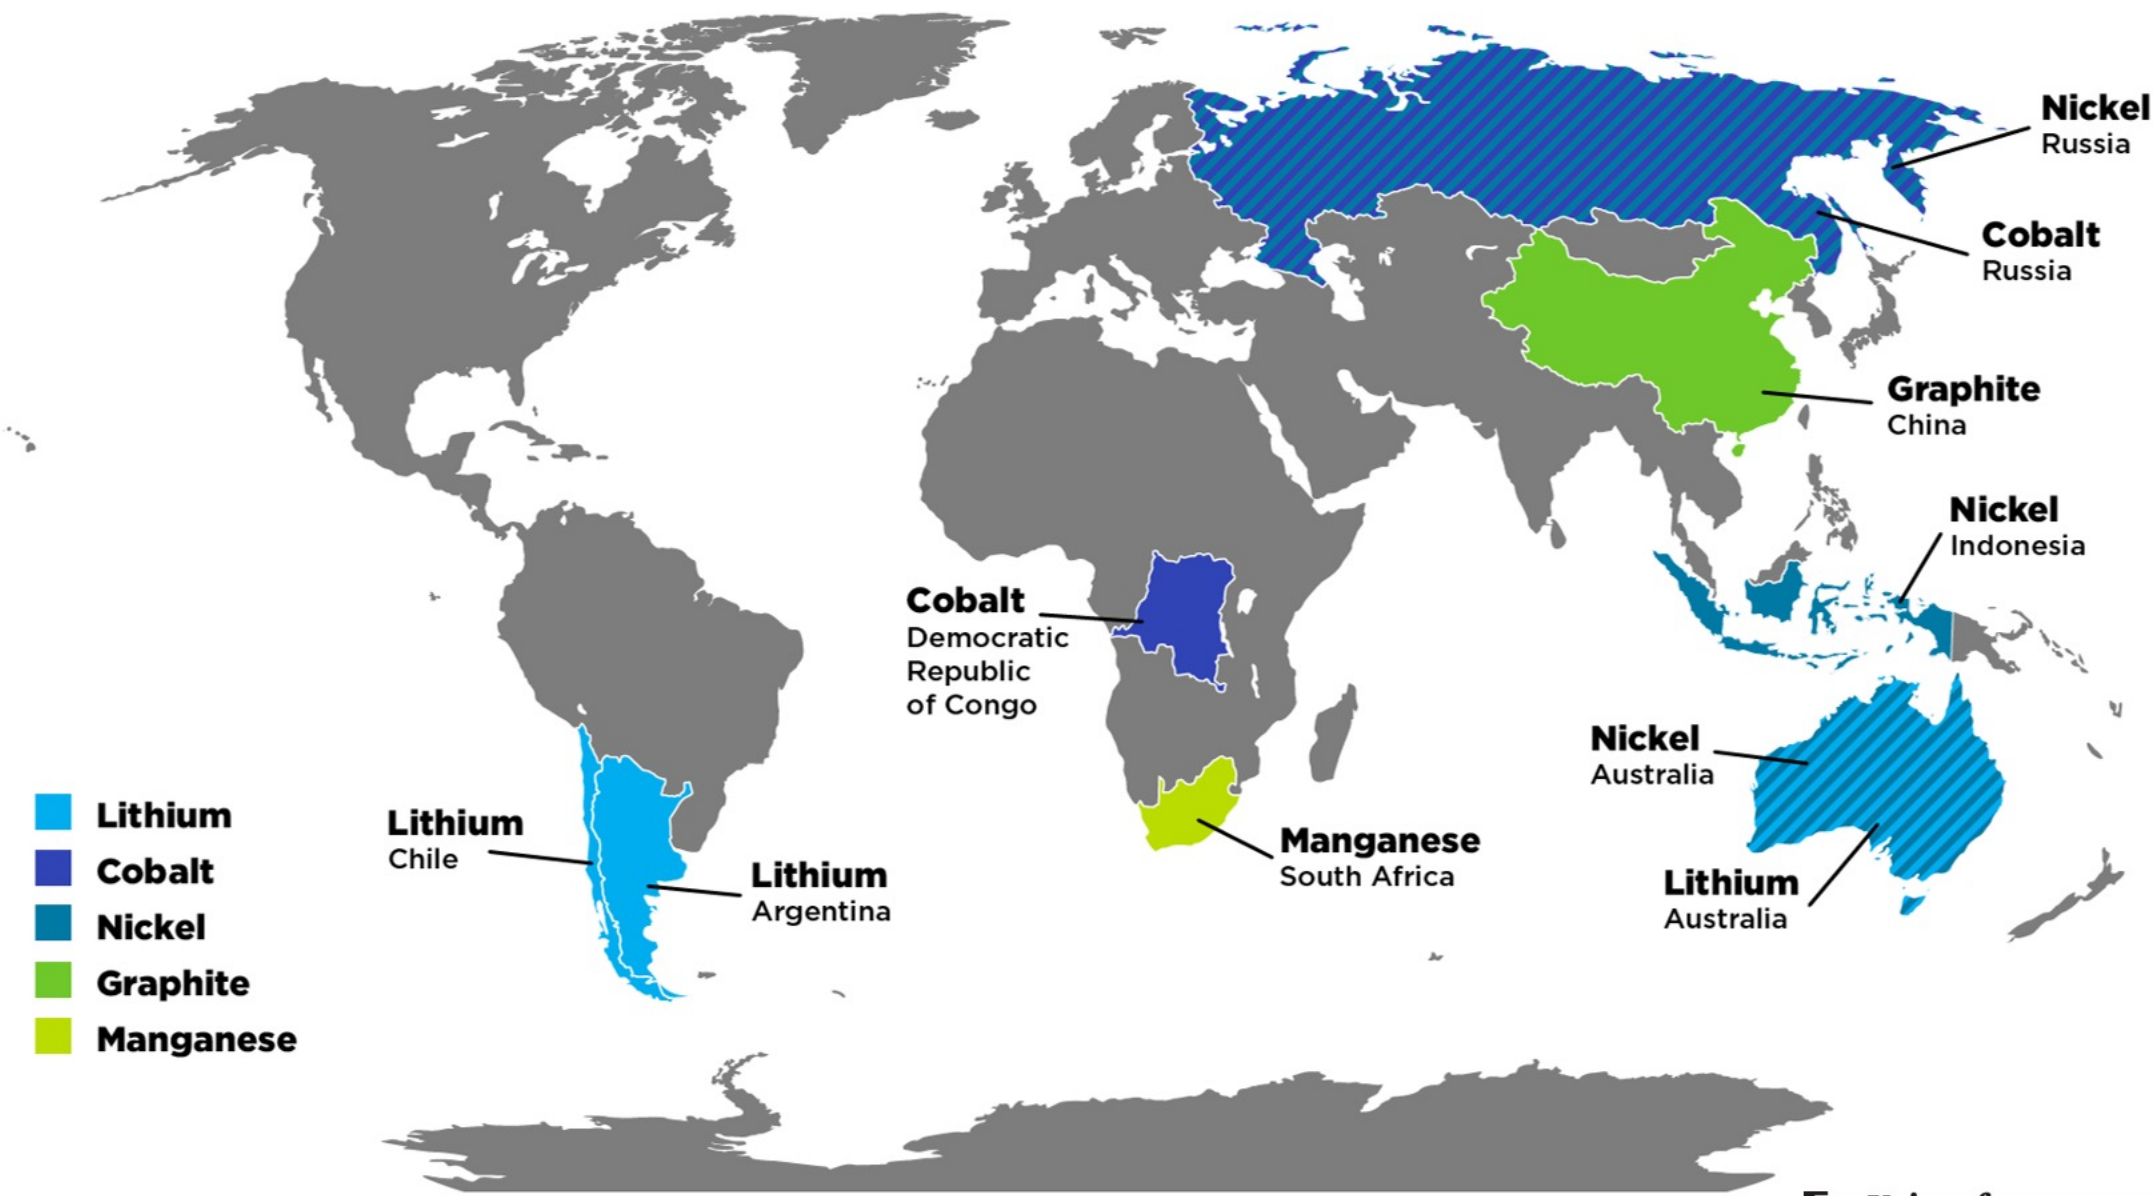 Nickel
Russia
Cobalt
Russia
Graphite
China
Nickel
Indonesia
Cobalt
Democratic
Republic
of Congo
Nickel
Australia
Lithium
Lithium
Chile
Manganese
South Africa
Cobalt
Lithium
Argentina
Lithium
Australia
Nickel
Graphite
Manganese